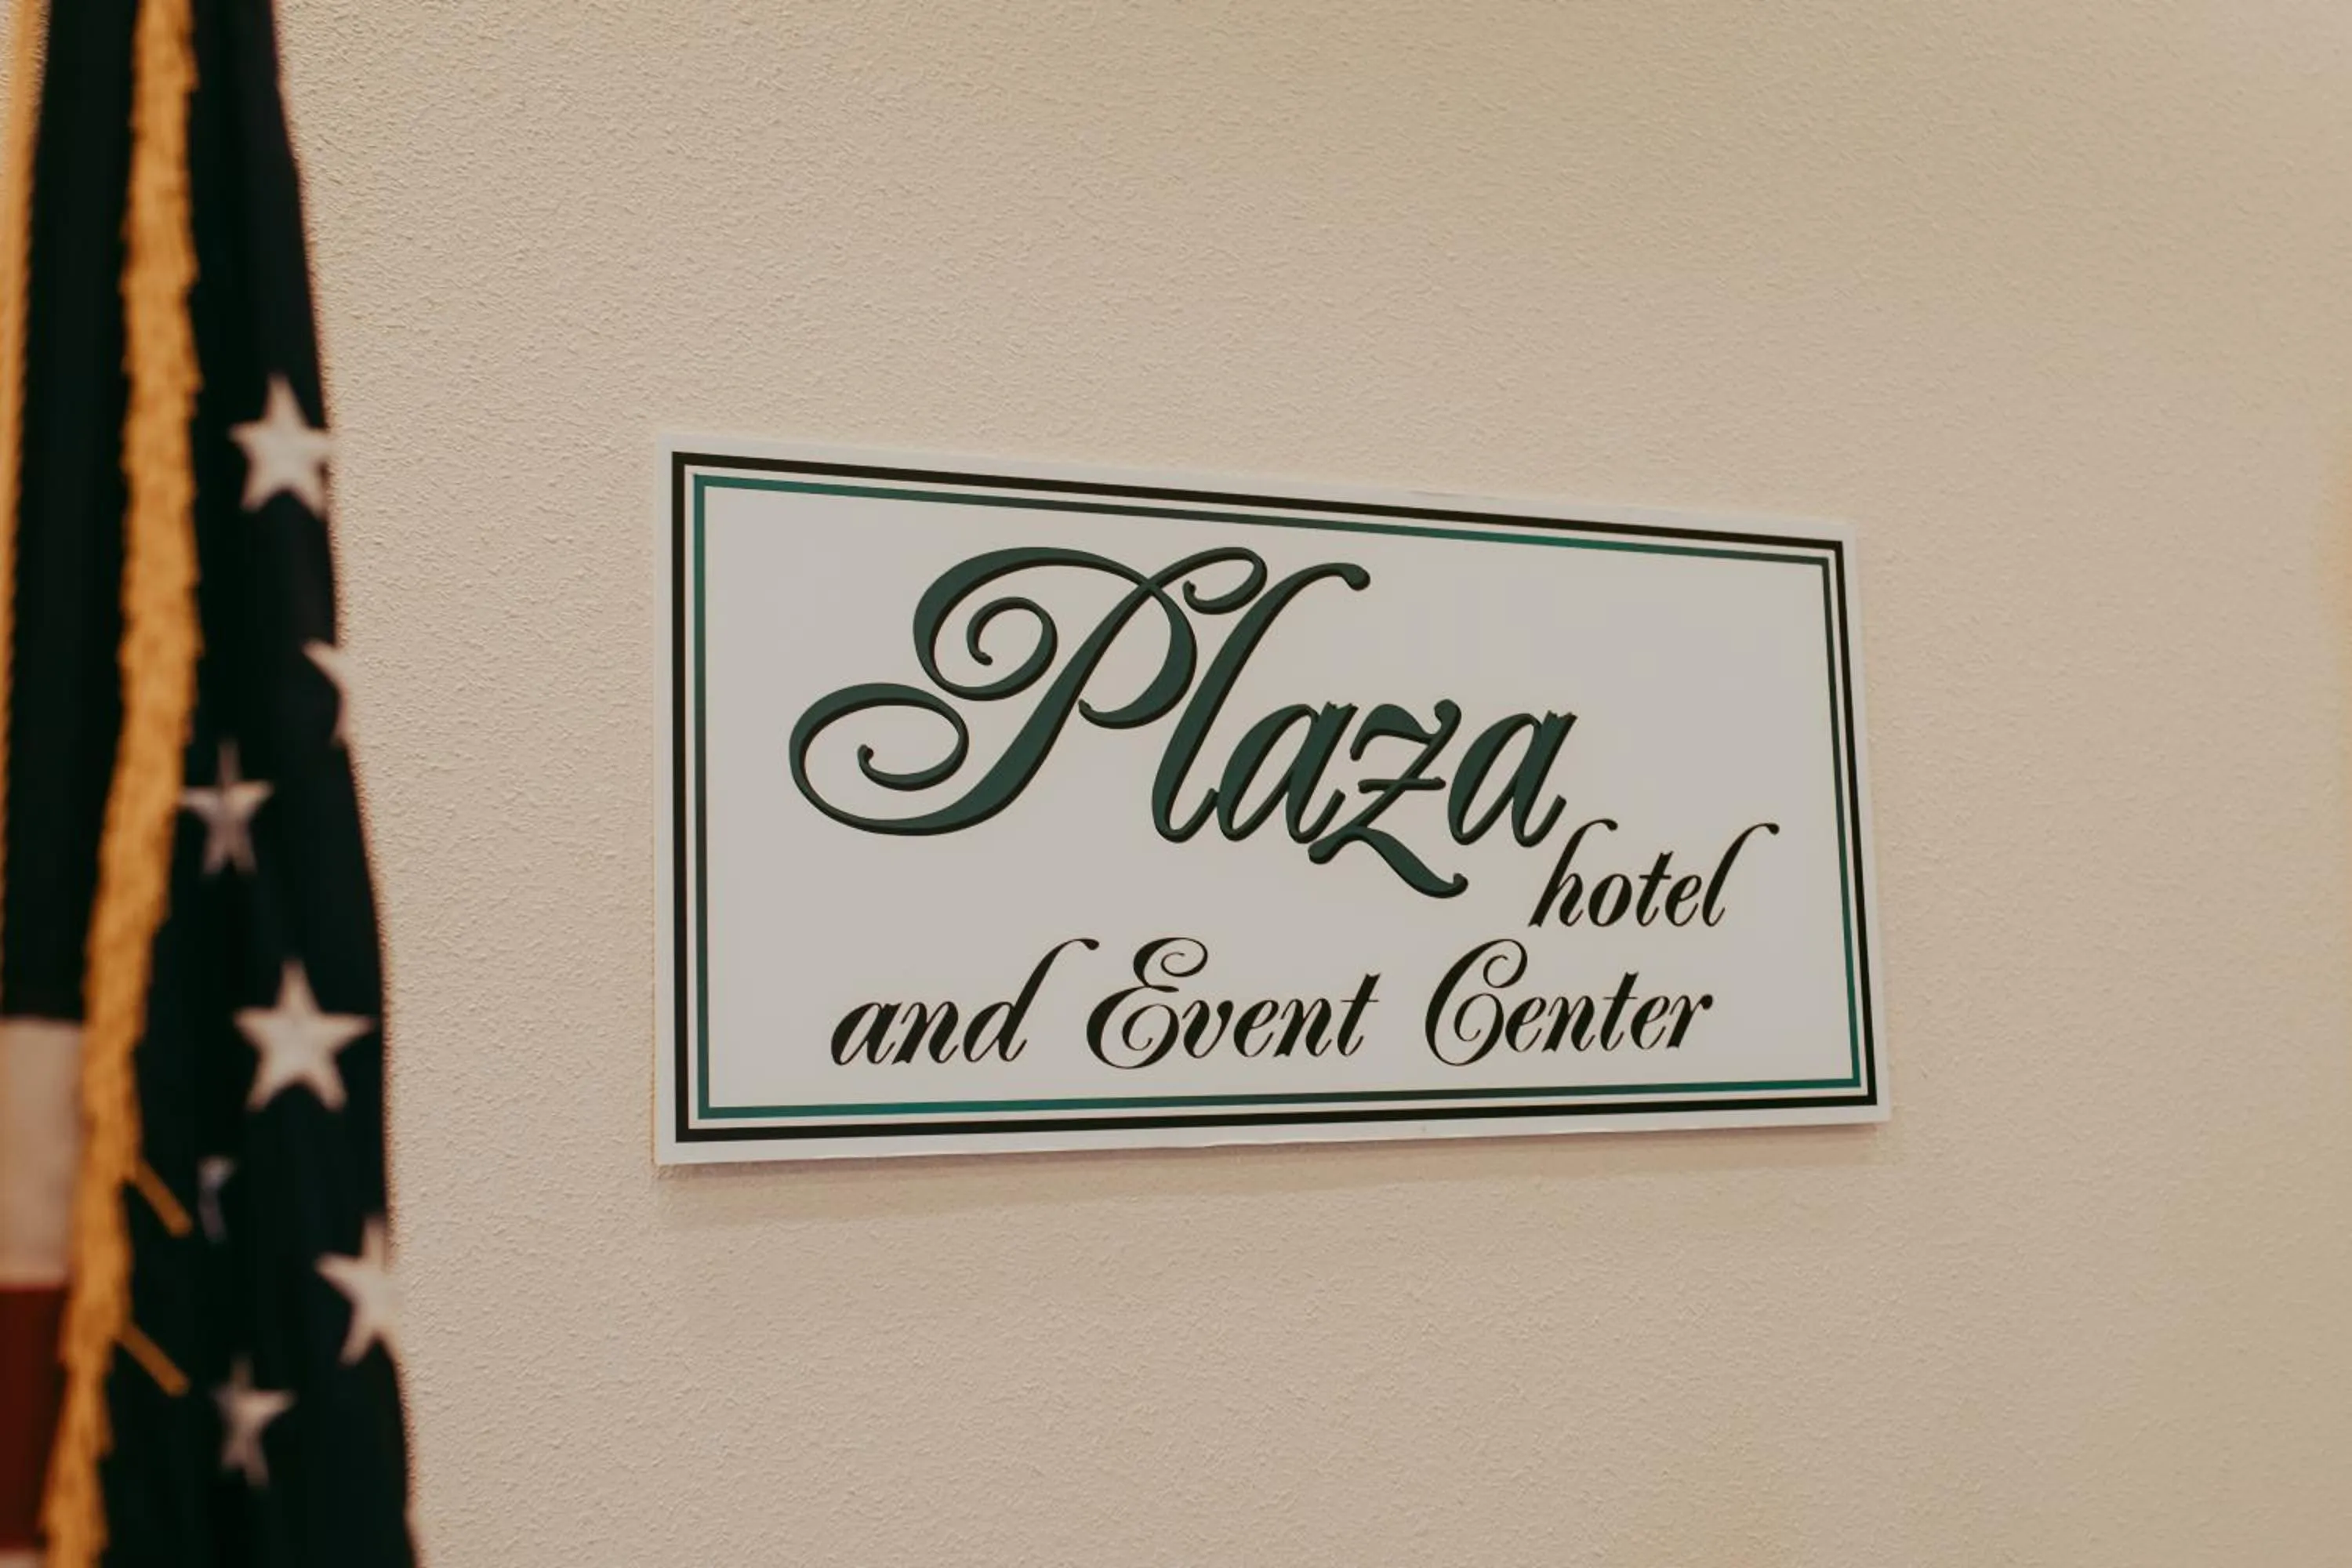 Plaza
hotel
and Event Center